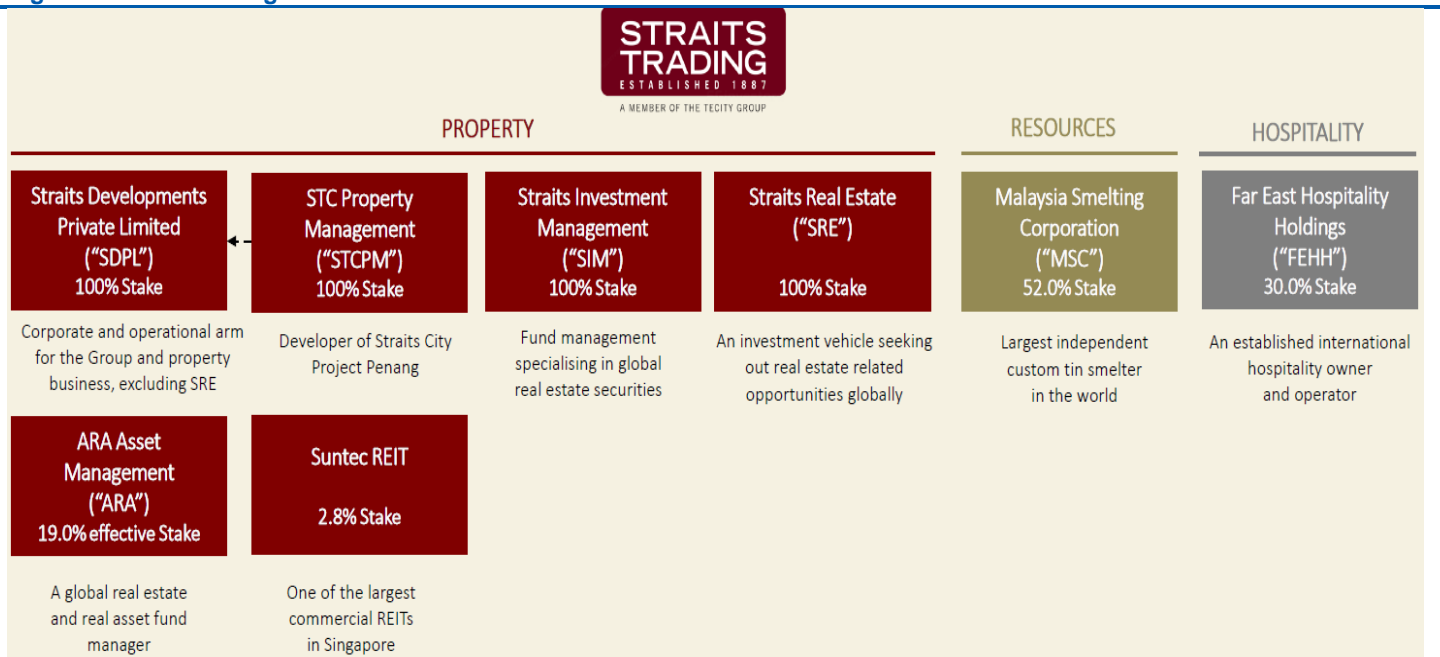 STRAITS
TRADING
ESTABLISHED 1887
A MEMBER OF THE TECITY GROUP
PROPERTY
RESOURCES
HOSPITALITY
Straits Developments
Private Limited
(“SDPL”)
100% Stake
Corporate and operational arm
for the Group and property
business, excluding SRE
STC Property
Management
(“STCPM”)
100% Stake
Developer of Straits City
Project Penang
Straits Investment
Management
(“SIM”)
100% Stake
Fund management
specialising in global
real estate securities
Straits Real Estate
(“SRE”)
100% Stake
An investment vehicle seeking
out real estate related
opportunities globally
Malaysia Smelting
Corporation
(“MSC”)
52.0% Stake
Largest independent
custom tin smelter
in the world
Far East Hospitality
Holdings
(“FEHH”)
30.0% Stake
An established international
hospitality owner
and operator
ARA Asset
Management
(“ARA”)
19.0% effective Stake
A global real estate
and real asset fund
manager
Suntec REIT
2.8% Stake
One of the largest
commercial REITs
in Singapore